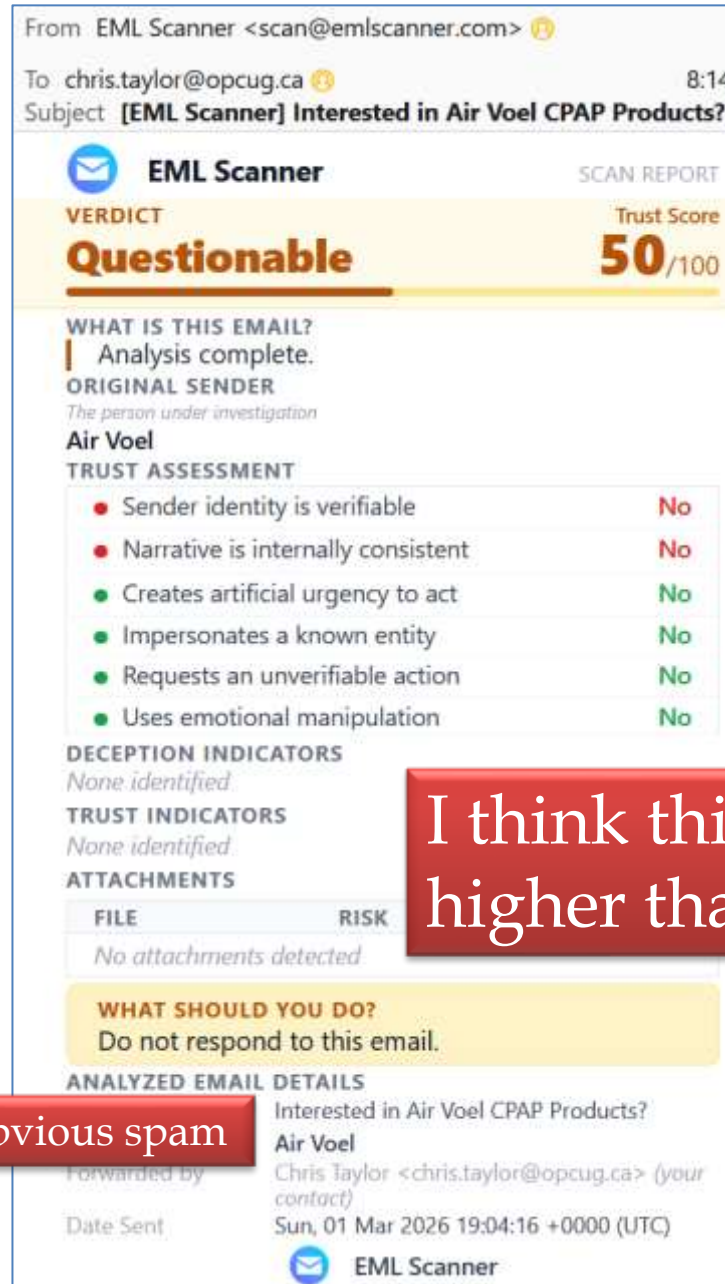 From EML Scanner <scan@emlscanner.com>
To chris.taylor@opcug.ca 8:14
Subject [EML Scanner] Interested in Air Voel CPAP Products?
EML Scanner SCAN REPORT
VERDICT Trust Score
Questionable 50/100
WHAT IS THIS EMAIL?
Analysis complete.
ORIGINAL SENDER
The person under investigation
Air Voel
TRUST ASSESSMENT
Sender identity is verifiable No
Narrative is internally consistent No
Creates artificial urgency to act No
Impersonates a known entity No
Requests an unverifiable action No
Uses emotional manipulation No
DECEPTION INDICATORS
None identified
TRUST INDICATORS
None identified
I think
higher
ATTACHMENTS
FILE RISK
No attachments detected
WHAT SHOULD YOU DO?
Do not respond to this email.
ANALYZED EMAIL DETAILS
spam
Interested in Air Voel CPAP Products?
Air Voel
Forwarded by Chris Taylor <chris.taylor@opcug.ca> (your
contact)
Date Sent Sun, 01 Mar 2026 19:04:16 +0000 (UTC)
EML Scanner